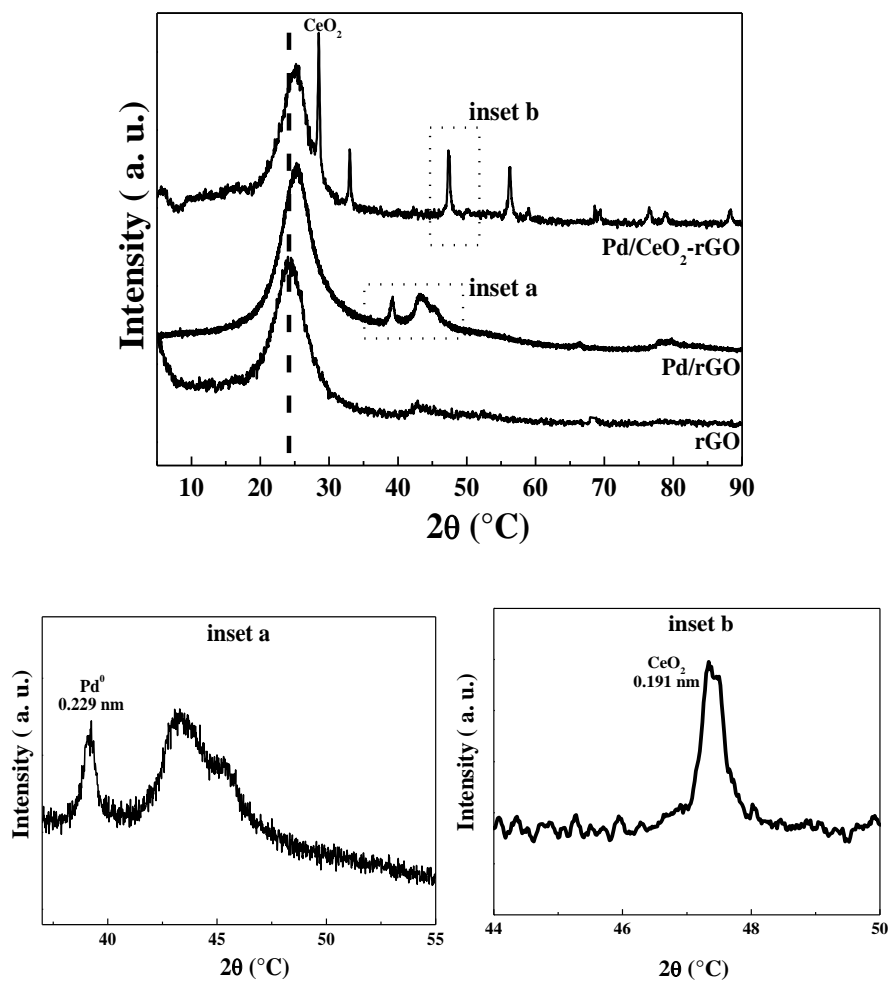 CeO2
inset b
Pd/CeO2-rGO
inset a
Pd/rGO
rGO
Intensity ( a. u.)
10 20 30 40 50 60 70 80 90
2θ (°C)
inset a
Pd0
0.229 nm
Intensity ( a. u.)
40 45 50 55
2θ (°C)
inset b
CeO2
0.191 nm
Intensity ( a. u.)
44 46 48 50
2θ (°C)